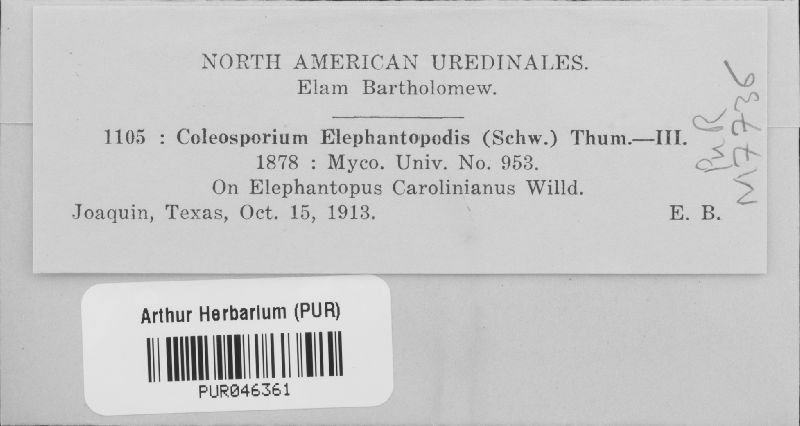 NORTH AMERICAN UREDINALES.
Elam Bartholomew.
1105 : Coleosporium Elephantopodis (Schw.) Thum.—III.
1878 : Myco. Univ. No. 953.
On Elephantopus Carolinianus Willd.
Joaquin, Texas, Oct. 15, 1913. E. B.
PUR
M7736
Arthur Herbarium (PUR)
PUR046361